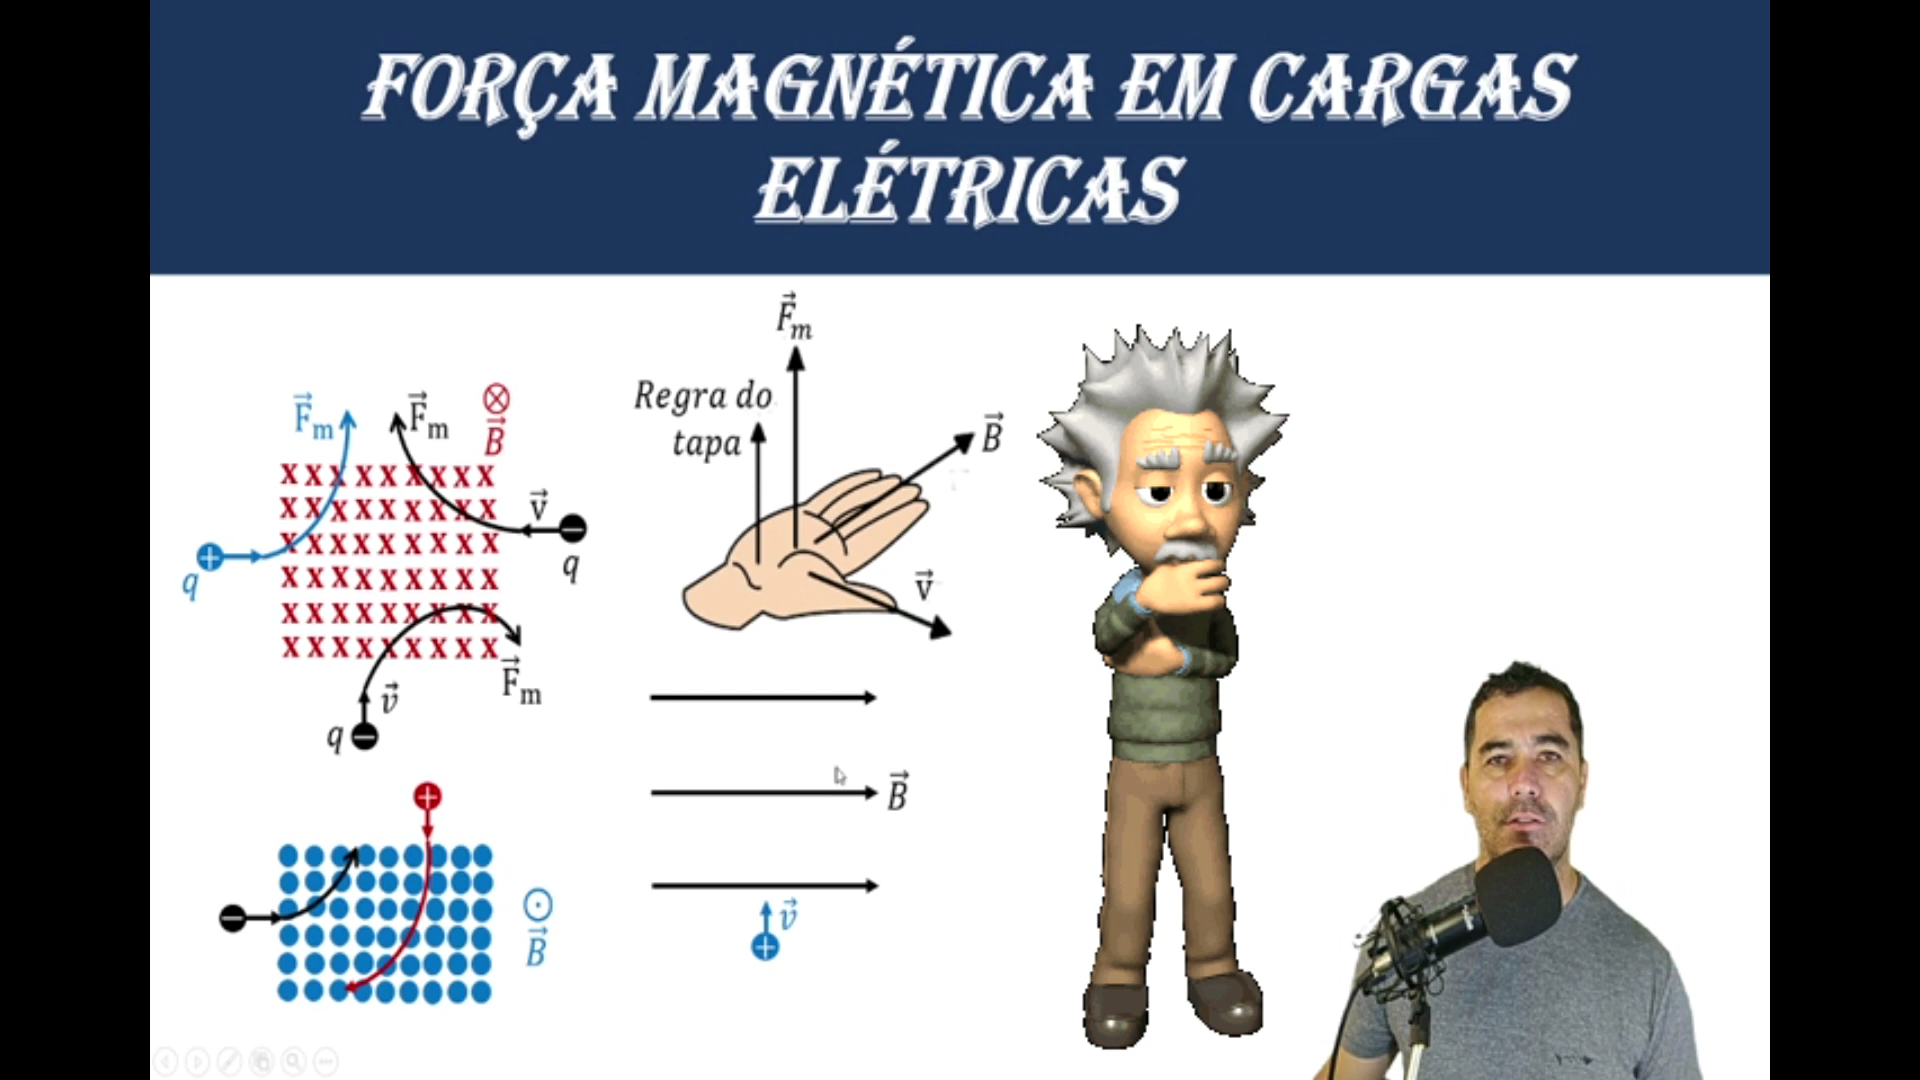 FORÇA MAGNÉTICA EM CARGAS
ELÉTRICAS
F⃗m
F⃗m
⊗
B⃗
x x x x x x x x x
x x x x x x x x x
x x x x x x x x x
x x x x x x x x x
x x x x x x x x x
x x x x x x x x x
v⃗
q
+
q
−
F⃗m
v⃗
q
−
+
−
⊙
B⃗
F⃗m
Regra do
tapa
B⃗
v⃗
B⃗
v⃗
+